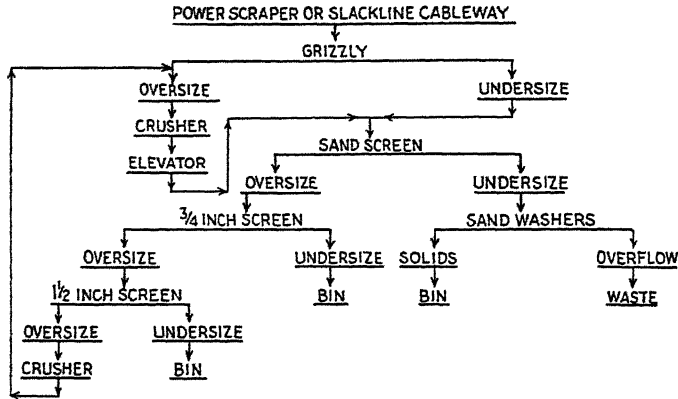 POWER SCRAPER OR SLACKLINE CABLEWAY
GRIZZLY
OVERSIZE UNDERSIZE
CRUSHER
SAND SCREEN
ELEVATOR
OVERSIZE UNDERSIZE
3/4 INCH SCREEN SAND WASHERS
OVERSIZE UNDERSIZE SOLIDS OVERFLOW
1 1/2 INCH SCREEN BIN BIN WASTE
OVERSIZE UNDERSIZE
CRUSHER BIN